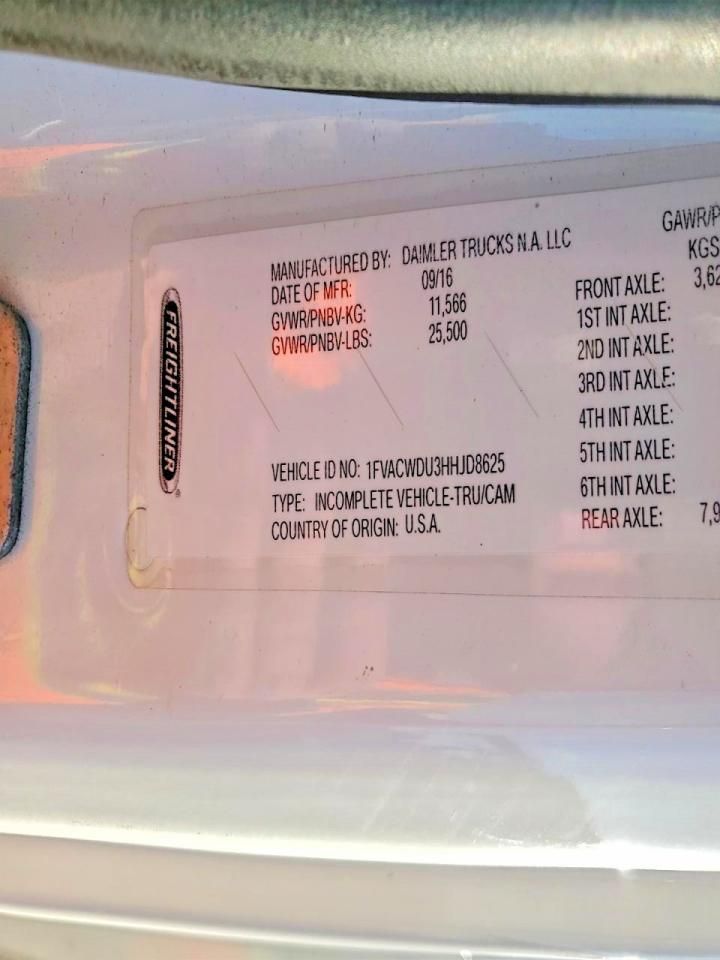 FREIGHTLINER
MANUFACTURED BY: DAIMLER TRUCKS N.A. LLC
DATE OF MFR: 09/16
GVWR/PNBV-KG: 11,566
GVWR/PNBV-LBS: 25,500
VEHICLE ID NO: 1FVACWDU3HHJD8625
TYPE: INCOMPLETE VEHICLE-TRU/CAM
COUNTRY OF ORIGIN: U.S.A.
GAWR/P
KGS
FRONT AXLE: 3,62
1ST INT AXLE:
2ND INT AXLE:
3RD INT AXLE:
4TH INT AXLE:
5TH INT AXLE:
6TH INT AXLE:
REAR AXLE: 7,9